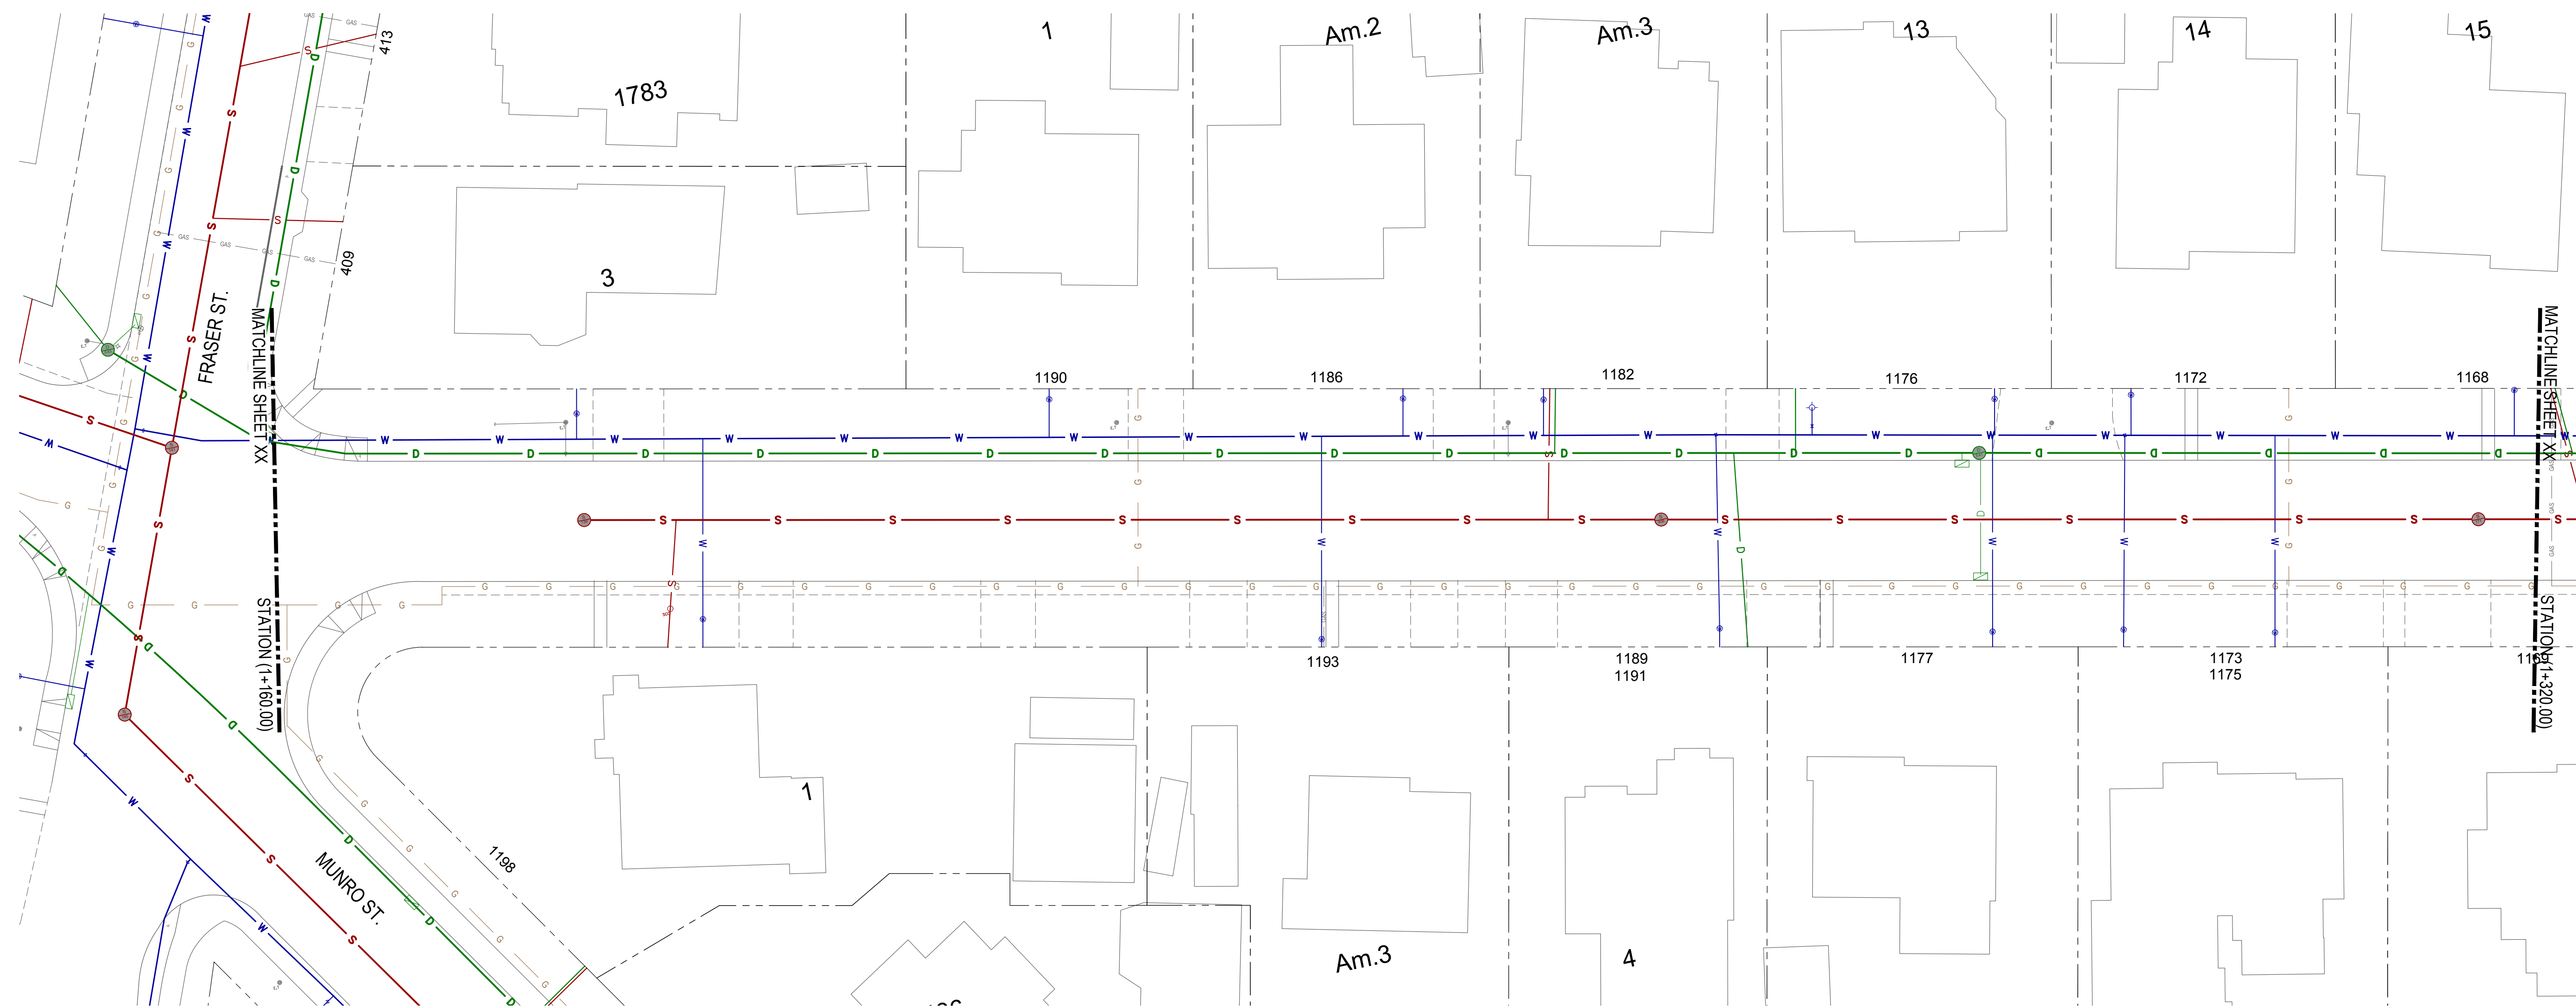 413
1
Am.2
Am.3
13
14
15
1783
409
3
FRASER ST.
MATCHLINE SHEET XX
STATION (1+160.00)
1190
1186
1182
1176
1172
1168
MATCHLINE SHEET XX
STATION (1+320.00)
1193
1189
1191
1177
1173
1175
1169
1
1198
MUNRO ST.
Am.3
4
W
S
D
G
GAS